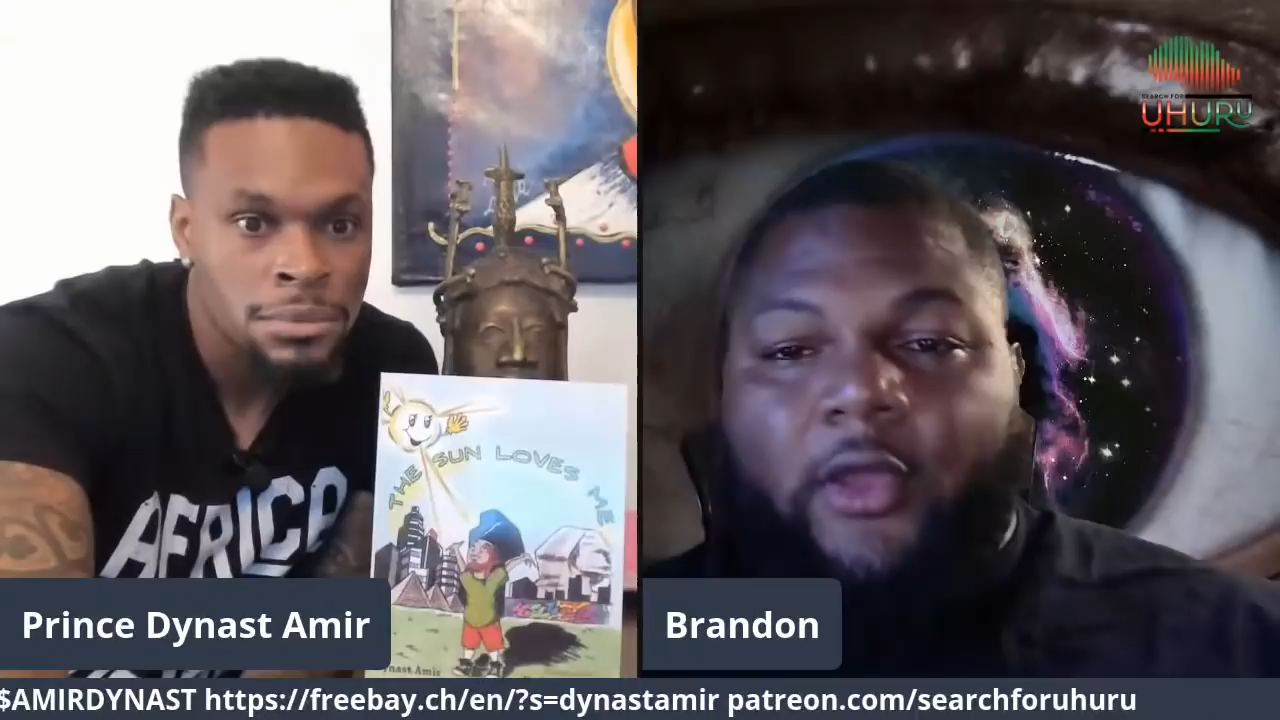 SEARCH FOR
UHURU
THE SUN LOVES ME
AFRICA
Prince Dynast Amir
Brandon
$AMIRDYNAST https://freebay.ch/en/?s=dynastamir patreon.com/searchforuhuru